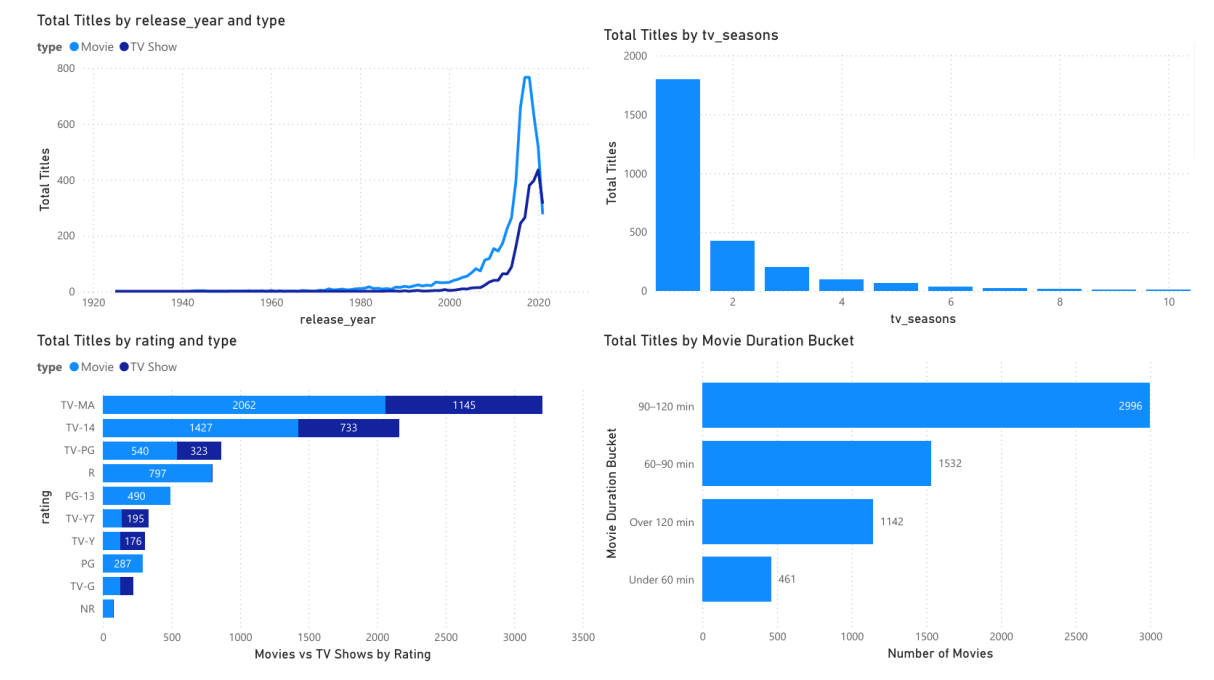 Total Titles by release_year and type
type Movie TV Show
800
600
400
200
0
Total Titles
1920 1940 1960 1980 2000 2020
release_year
Total Titles by tv_seasons
2000
1500
1000
500
0
Total Titles
2 4 6 8 10
tv_seasons
Total Titles by rating and type
type Movie TV Show
rating
TV-MA 2062 1145
TV-14 1427 733
TV-PG 540 323
R 797
PG-13 490
TV-Y7 195
TV-Y 176
PG 287
TV-G
NR
0 500 1000 1500 2000 2500 3000 3500
Movies vs TV Shows by Rating
Total Titles by Movie Duration Bucket
Movie Duration Bucket
90–120 min 2996
60–90 min 1532
Over 120 min 1142
Under 60 min 461
0 500 1000 1500 2000 2500 3000
Number of Movies